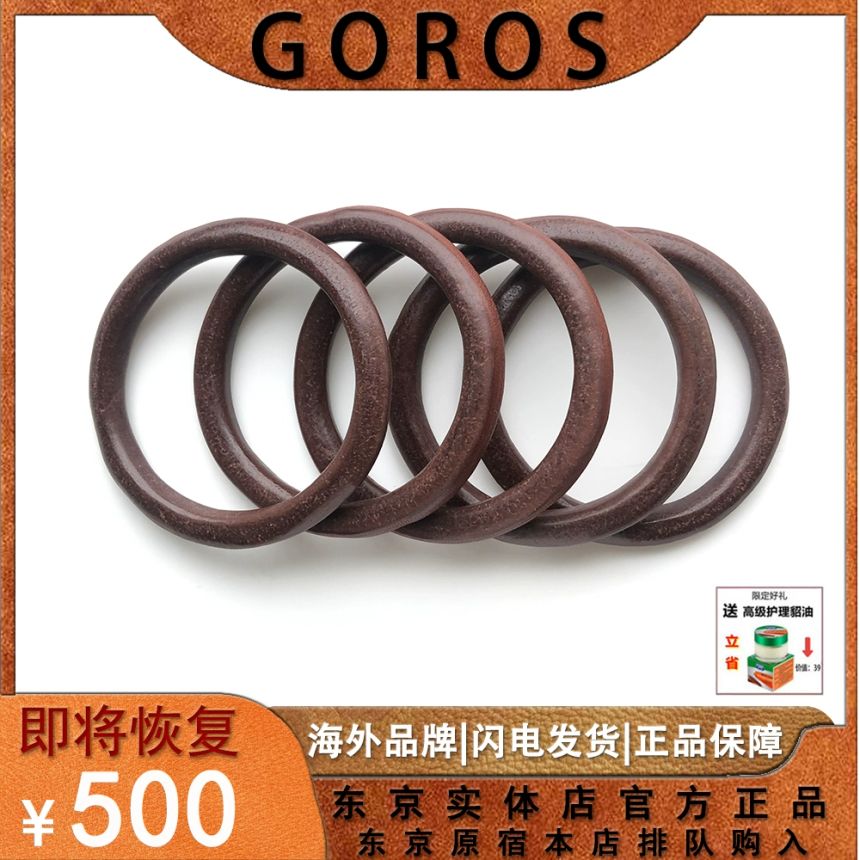 GOROS
限定好礼
送 高级护理貂油
立省
价值：39
即将恢复
¥500
海外品牌|闪电发货|正品保障
东京实体店官方正品
东京原宿本店排队购入